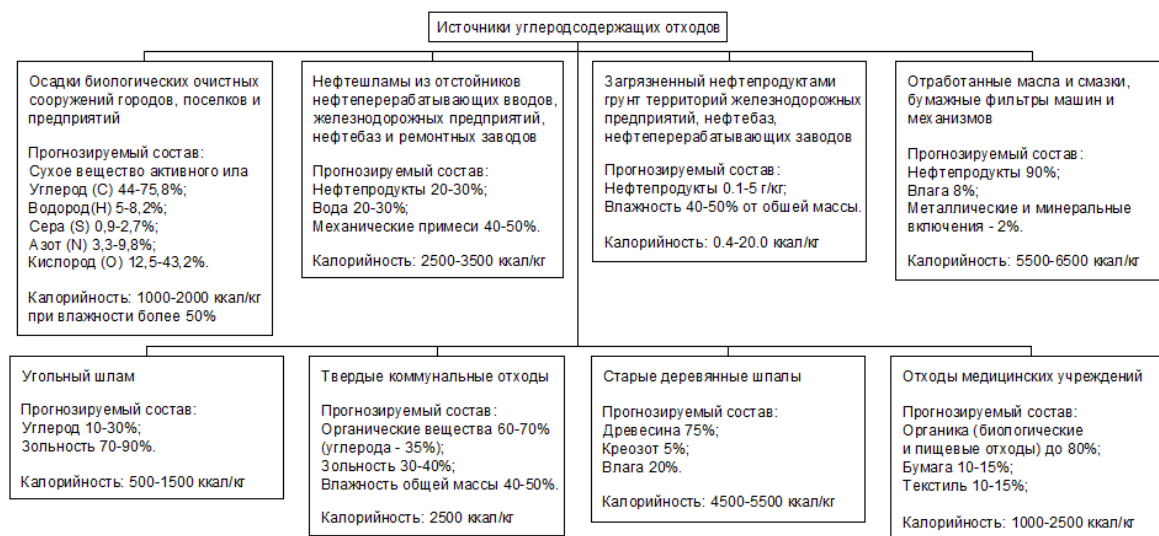 Источники углеродсодержащих отходов
Осадки биологических очистных
сооружений городов, поселков и
предприятий
Прогнозируемый состав:
Сухое вещество активного ила
Углерод (С) 44-75,8%;
Водород(Н) 5-8,2%;
Сера (S) 0,9-2,7%;
Азот (N) 3,3-9,8%;
Кислород (О) 12,5-43,2%.
Калорийность: 1000-2000 ккал/кг
при влажности более 50%
Нефтешламы из отстойников
нефтеперерабатывающих вводов,
железнодорожных предприятий,
нефтебаз и ремонтных заводов
Прогнозируемый состав:
Нефтепродукты 20-30%;
Вода 20-30%;
Механические примеси 40-50%.
Калорийность: 2500-3500 ккал/кг
Загрязненный нефтепродуктами
грунт территорий железнодорожных
предприятий, нефтебаз,
нефтеперерабатывающих заводов
Прогнозируемый состав:
Нефтепродукты 0.1-5 г/кг;
Влажность 40-50% от общей массы.
Калорийность: 0.4-20.0 ккал/кг
Отработанные масла и смазки,
бумажные фильтры машин и
механизмов
Прогнозируемый состав:
Нефтепродукты 90%;
Влага 8%;
Металлические и минеральные
включения - 2%.
Калорийность: 5500-6500 ккал/кг
Угольный шлам
Прогнозируемый состав:
Углерод 10-30%;
Зольность 70-90%.
Калорийность: 500-1500 ккал/кг
Твердые коммунальные отходы
Прогнозируемый состав:
Органические вещества 60-70%
(углерода - 35%);
Зольность 30-40%;
Влажность общей массы 40-50%.
Калорийность: 2500 ккал/кг
Старые деревянные шпалы
Прогнозируемый состав:
Древесина 75%;
Креозот 5%;
Влага 20%.
Калорийность: 4500-5500 ккал/кг
Отходы медицинских учреждений
Прогнозируемый состав:
Органика (биологические
и пищевые отходы) до 80%;
Бумага 10-15%;
Текстиль 10-15%;
Калорийность: 1000-2500 ккал/кг